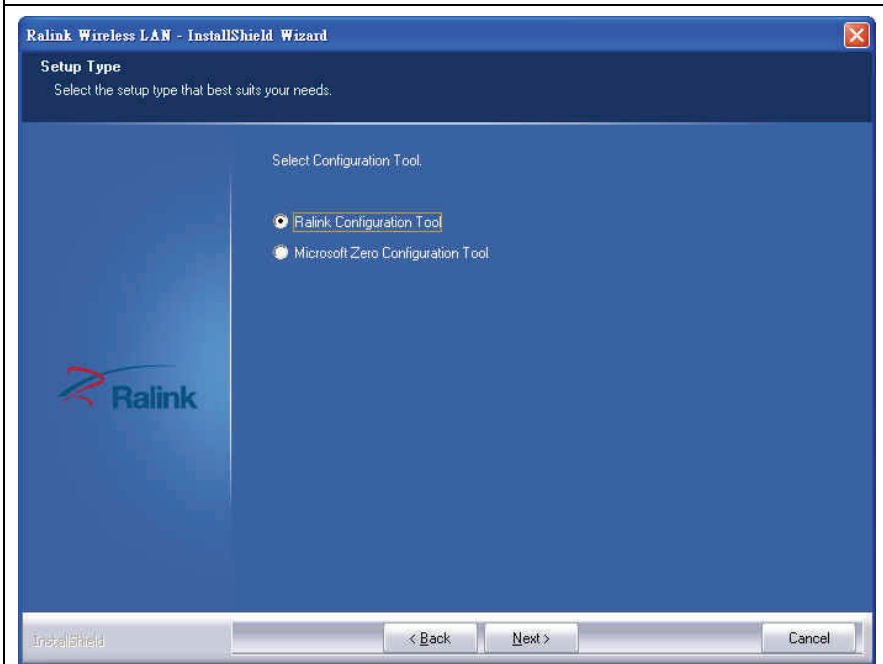 Ralink Wireless LAN - InstallShield Wizard
Setup Type
Select the setup type that best suits your needs.
Select Configuration Tool.
Ralink Configuration Tool
Microsoft Zero Configuration Tool
Ralink
InstallShield
< Back
Next >
Cancel